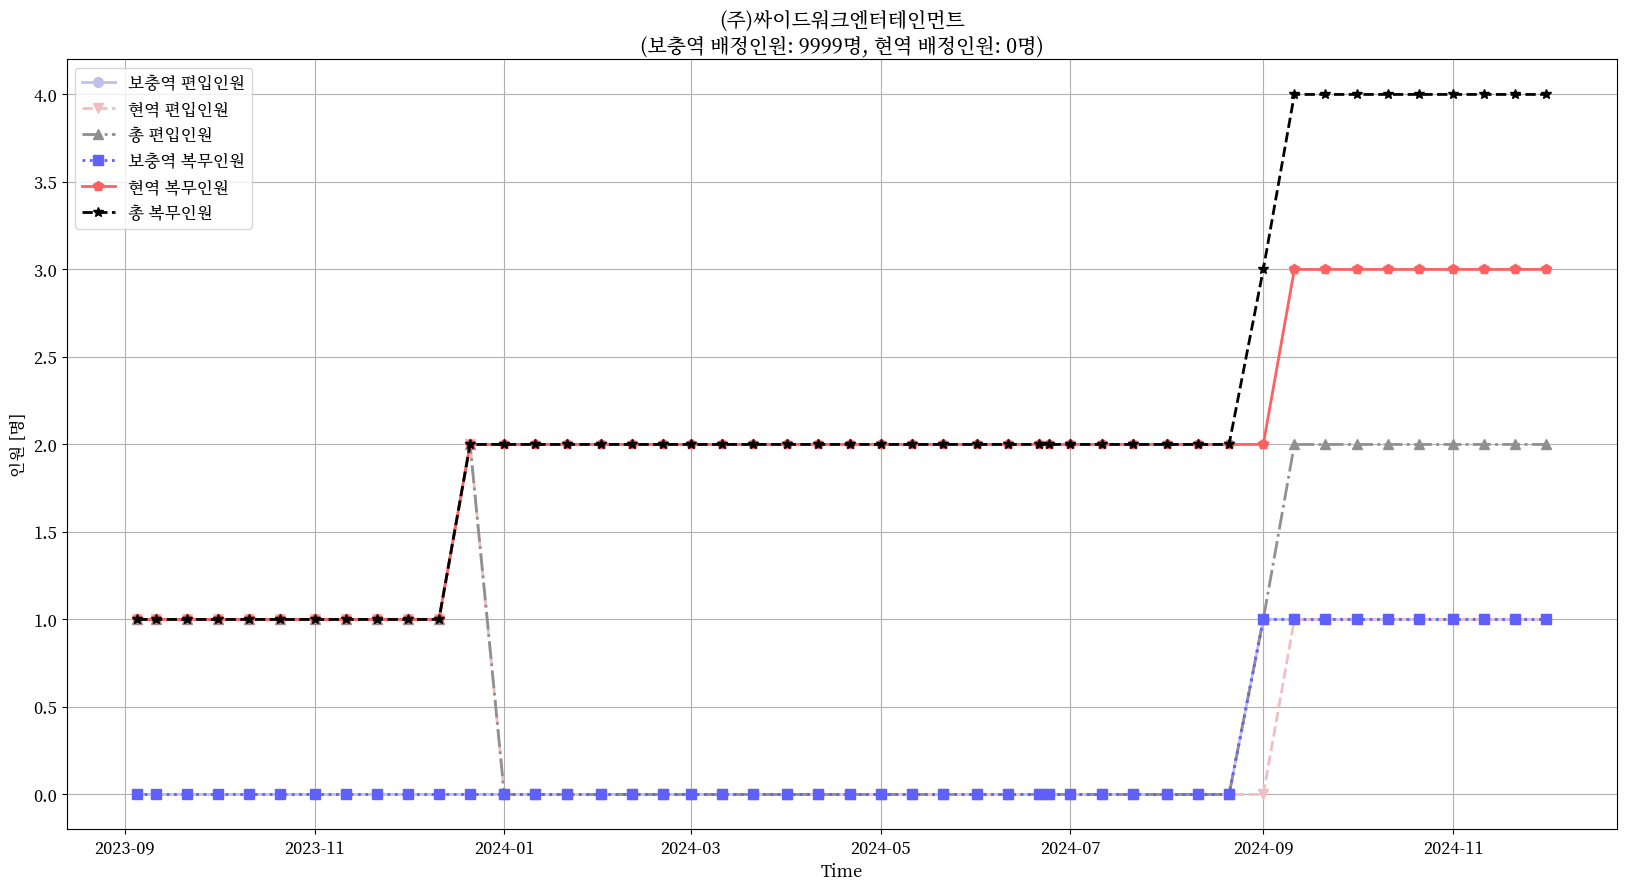 (주)싸이드워크엔터테인먼트
(보충역 배정인원: 9999명, 현역 배정인원: 0명)
보충역 편입인원
현역 편입인원
총 편입인원
보충역 복무인원
현역 복무인원
총 복무인원
인원 [명]
4.0
3.5
3.0
2.5
2.0
1.5
1.0
0.5
0.0
2023-09
2023-11
2024-01
2024-03
2024-05
2024-07
2024-09
2024-11
Time